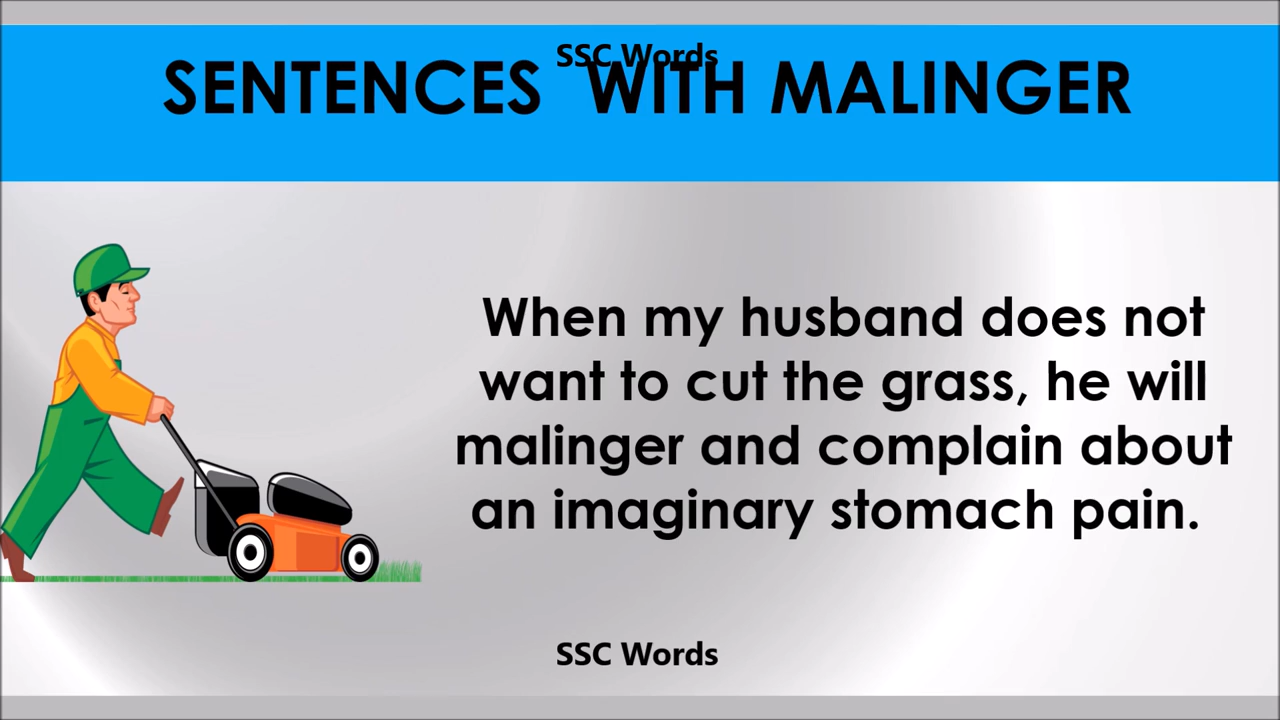 SSC Words
SENTENCES WITH MALINGER
When my husband does not
want to cut the grass, he will
malinger and complain about
an imaginary stomach pain.
SSC Words